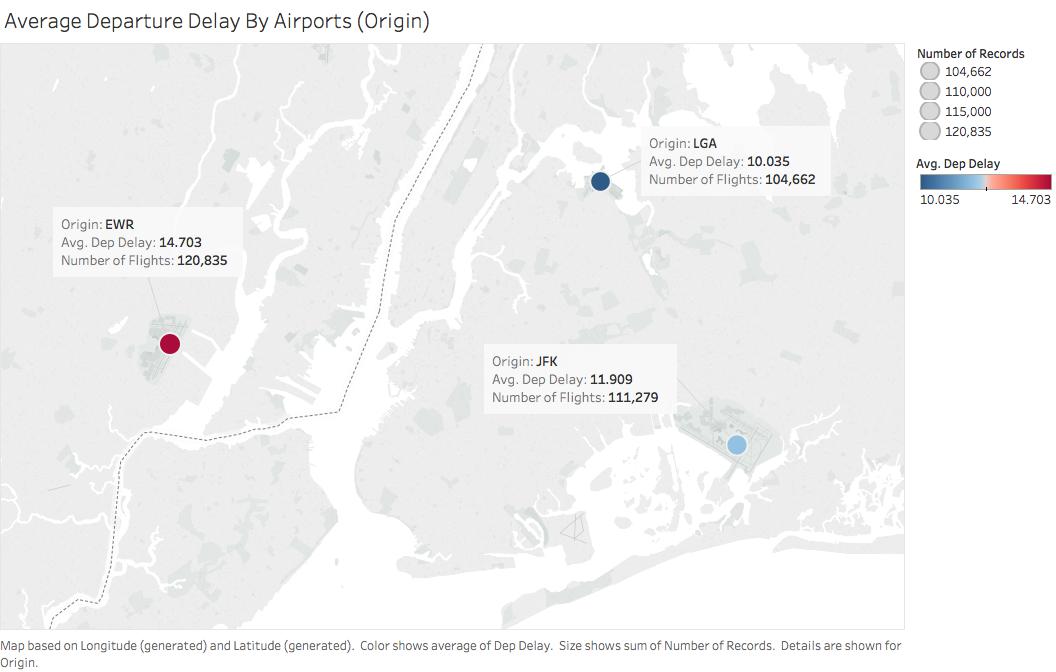 Average Departure Delay By Airports (Origin)
Number of Records
104,662
110,000
115,000
120,835
Avg. Dep Delay
10.035 14.703
Origin: LGA
Avg. Dep Delay: 10.035
Number of Flights: 104,662
Origin: EWR
Avg. Dep Delay: 14.703
Number of Flights: 120,835
Origin: JFK
Avg. Dep Delay: 11.909
Number of Flights: 111,279
Map based on Longitude (generated) and Latitude (generated). Color shows average of Dep Delay. Size shows sum of Number of Records. Details are shown for
Origin.